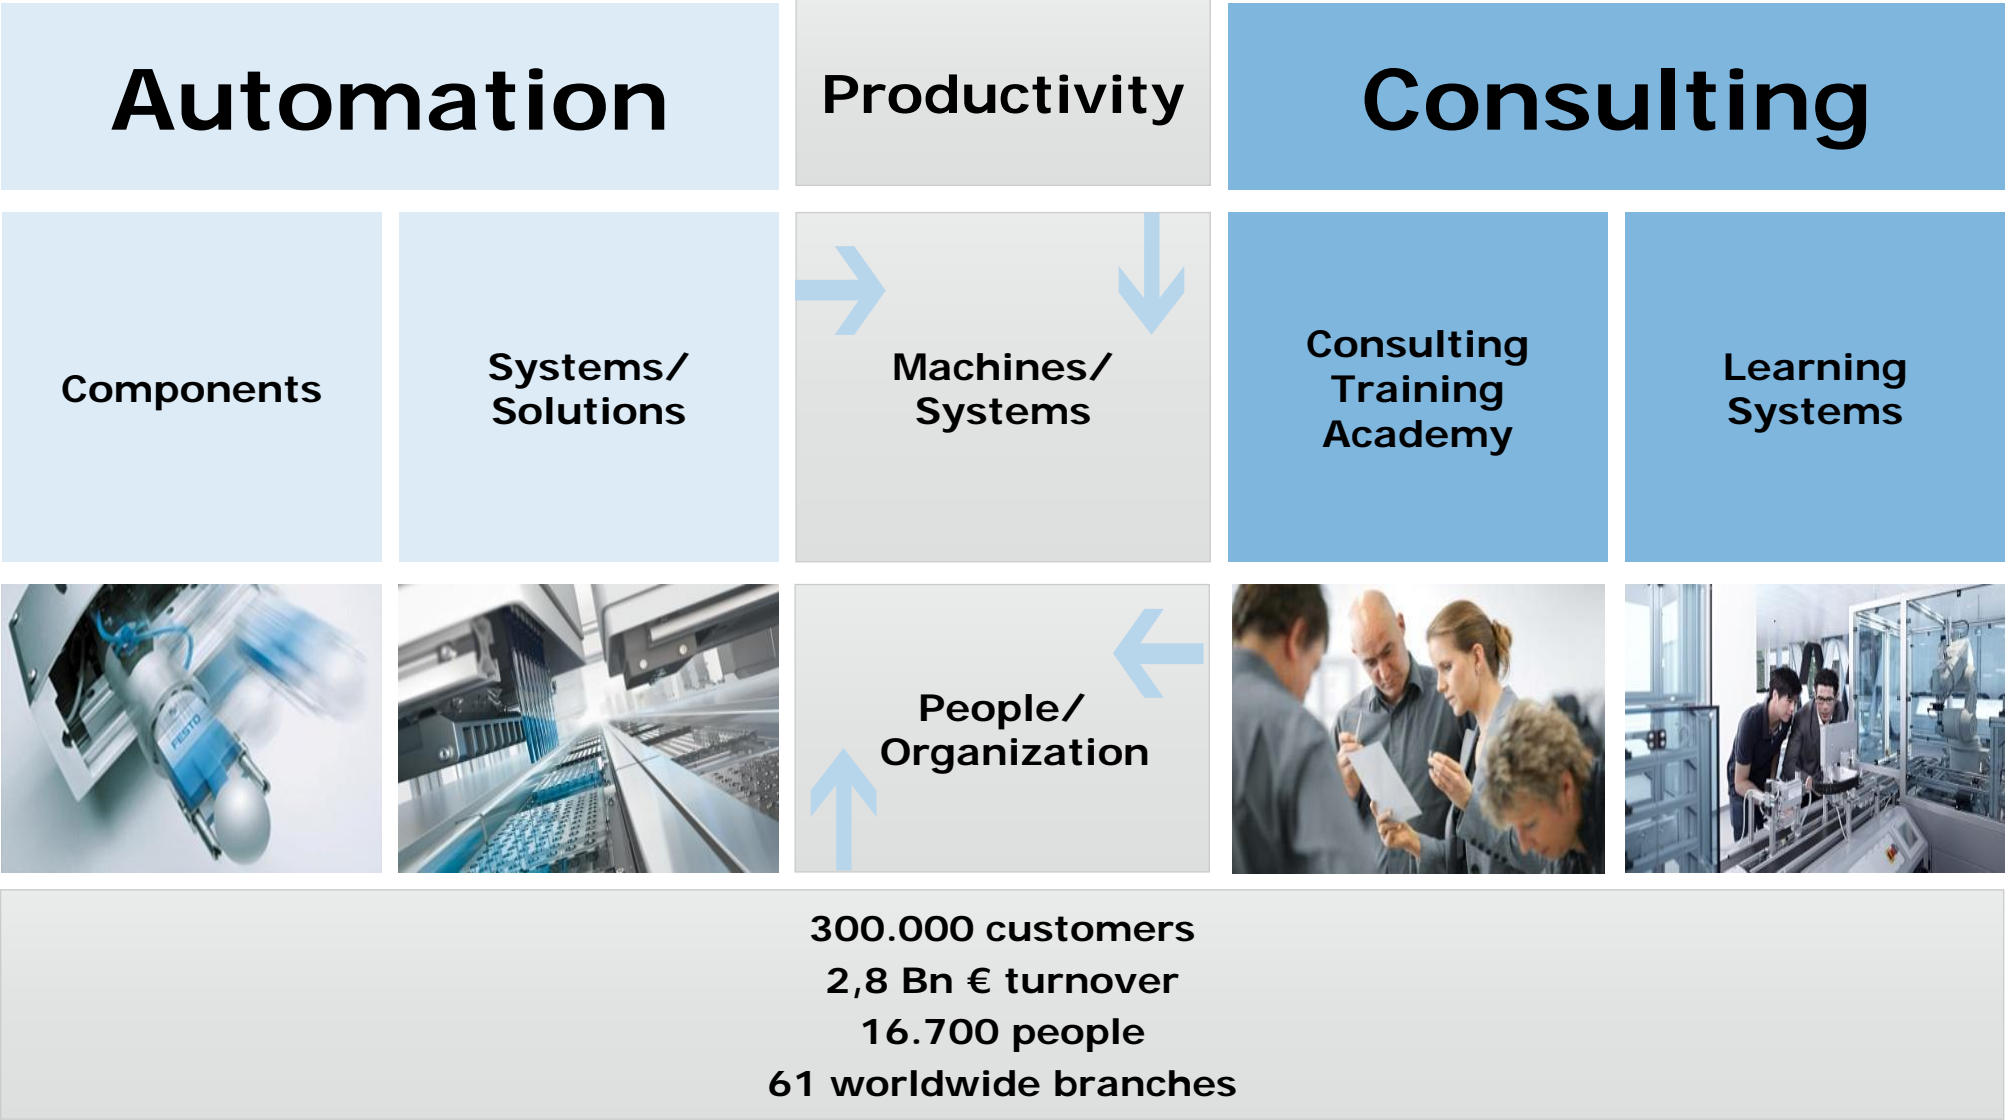 Automation
Productivity
Consulting
Components
Systems/
Solutions
Machines/
Systems
Consulting
Training
Academy
Learning
Systems
FESTO
People/
Organization
300.000 customers
2,8 Bn € turnover
16.700 people
61 worldwide branches